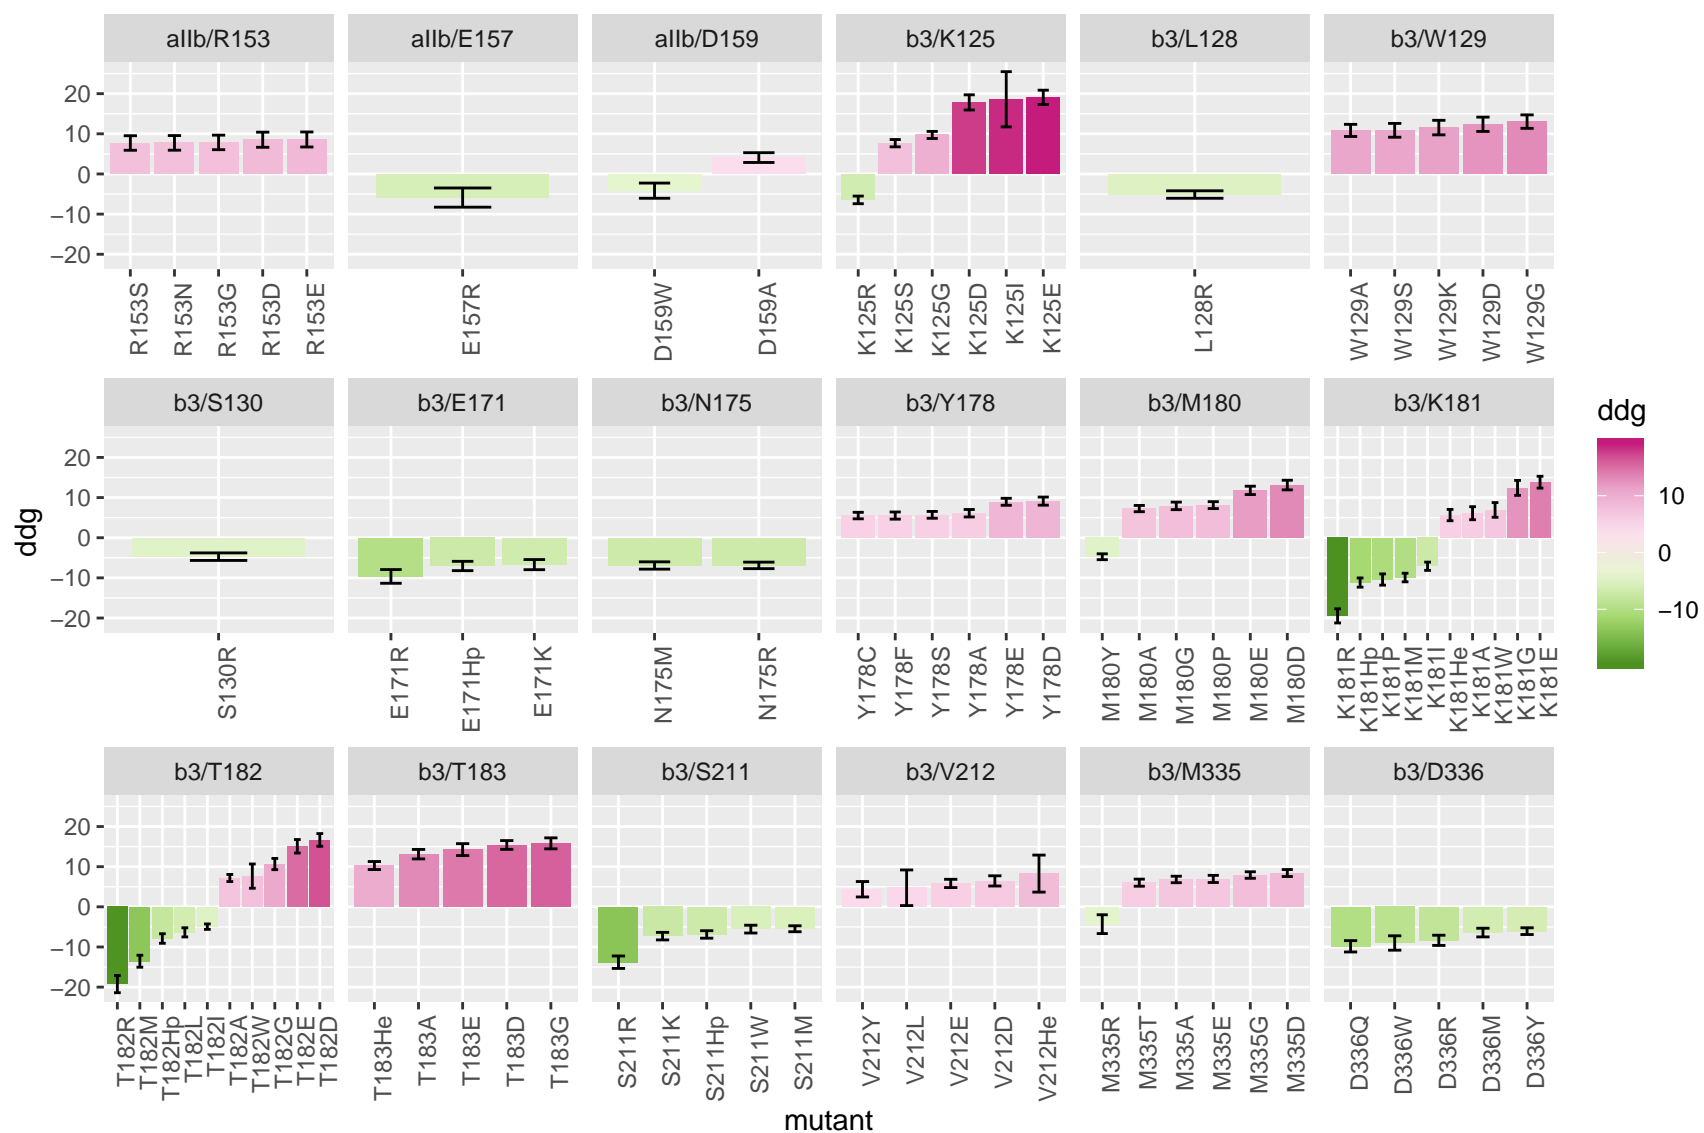 aIIb/R153 aIIb/E157 aIIb/D159 b3/K125 b3/L128 b3/W129
20
10
0
−10
−20
R153S R153N R153G R153D R153E E157R D159W D159A K125R K125S K125G K125D K125I K125E L128R W129A W129S W129K W129D W129G
b3/S130 b3/E171 b3/N175 b3/Y178 b3/M180 b3/K181
20
10
0
−10
−20
S130R E171R E171Hp E171K N175M N175R Y178C Y178F Y178S Y178A Y178E Y178D M180Y M180A M180G M180P M180E M180D K181R K181Hp K181P K181M K181I K181He K181A K181W K181G K181E
b3/T182 b3/T183 b3/S211 b3/V212 b3/M335 b3/D336
20
10
0
−10
−20
T182R T182M T182Hp T182L T182I T182A T182W T182G T182E T182D T183He T183A T183E T183D T183G S211R S211K S211Hp S211W S211M V212Y V212L V212E V212D V212He M335R M335T M335A M335E M335G M335D D336Q D336W D336R D336M D336Y
mutant
ddg
ddg
10
0
−10